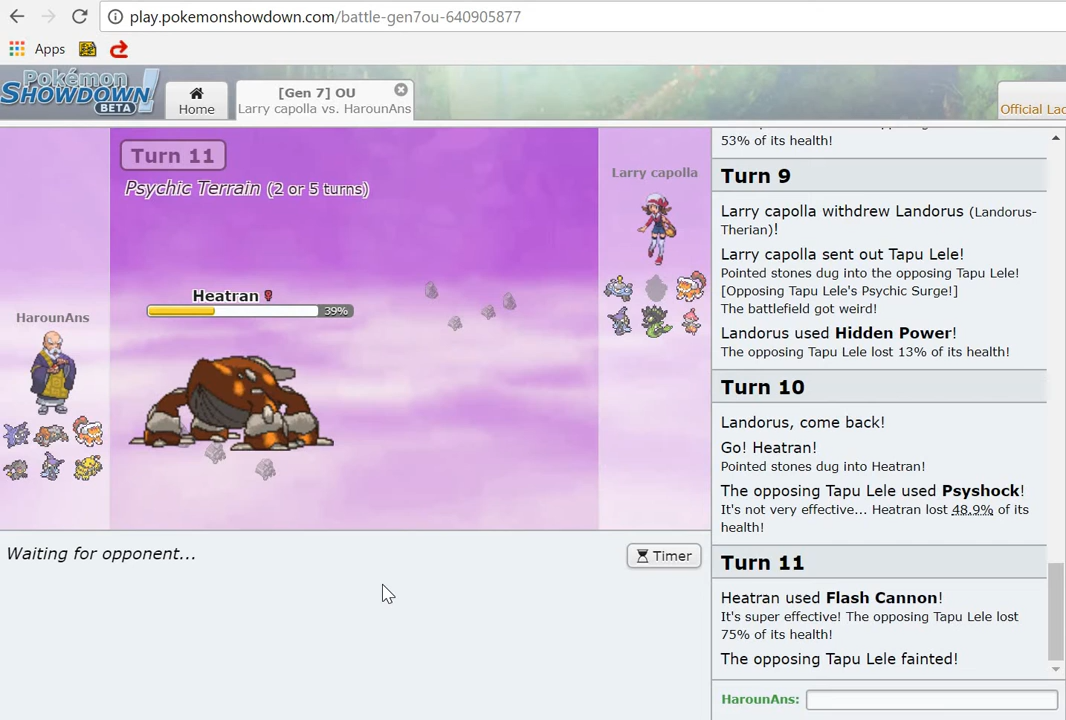 play.pokemonshowdown.com/battle-gen7ou-640905877
Apps
Pokémon
SHOWDOWN!
BETA
Home
[Gen 7] OU
Larry capolla vs. HarounAns
Official Lad
Turn 11
Psychic Terrain (2 or 5 turns)
Larry capolla
Heatran
39%
HarounAns
Waiting for opponent...
Timer
53% of its health!
Turn 9
Larry capolla withdrew Landorus (Landorus-
Therian)!
Larry capolla sent out Tapu Lele!
Pointed stones dug into the opposing Tapu Lele!
[Opposing Tapu Lele's Psychic Surge!]
The battlefield got weird!
Landorus used Hidden Power!
The opposing Tapu Lele lost 13% of its health!
Turn 10
Landorus, come back!
Go! Heatran!
Pointed stones dug into Heatran!
The opposing Tapu Lele used Psyshock!
It's not very effective... Heatran lost 48.9% of its
health!
Turn 11
Heatran used Flash Cannon!
It's super effective! The opposing Tapu Lele lost
75% of its health!
The opposing Tapu Lele fainted!
HarounAns: